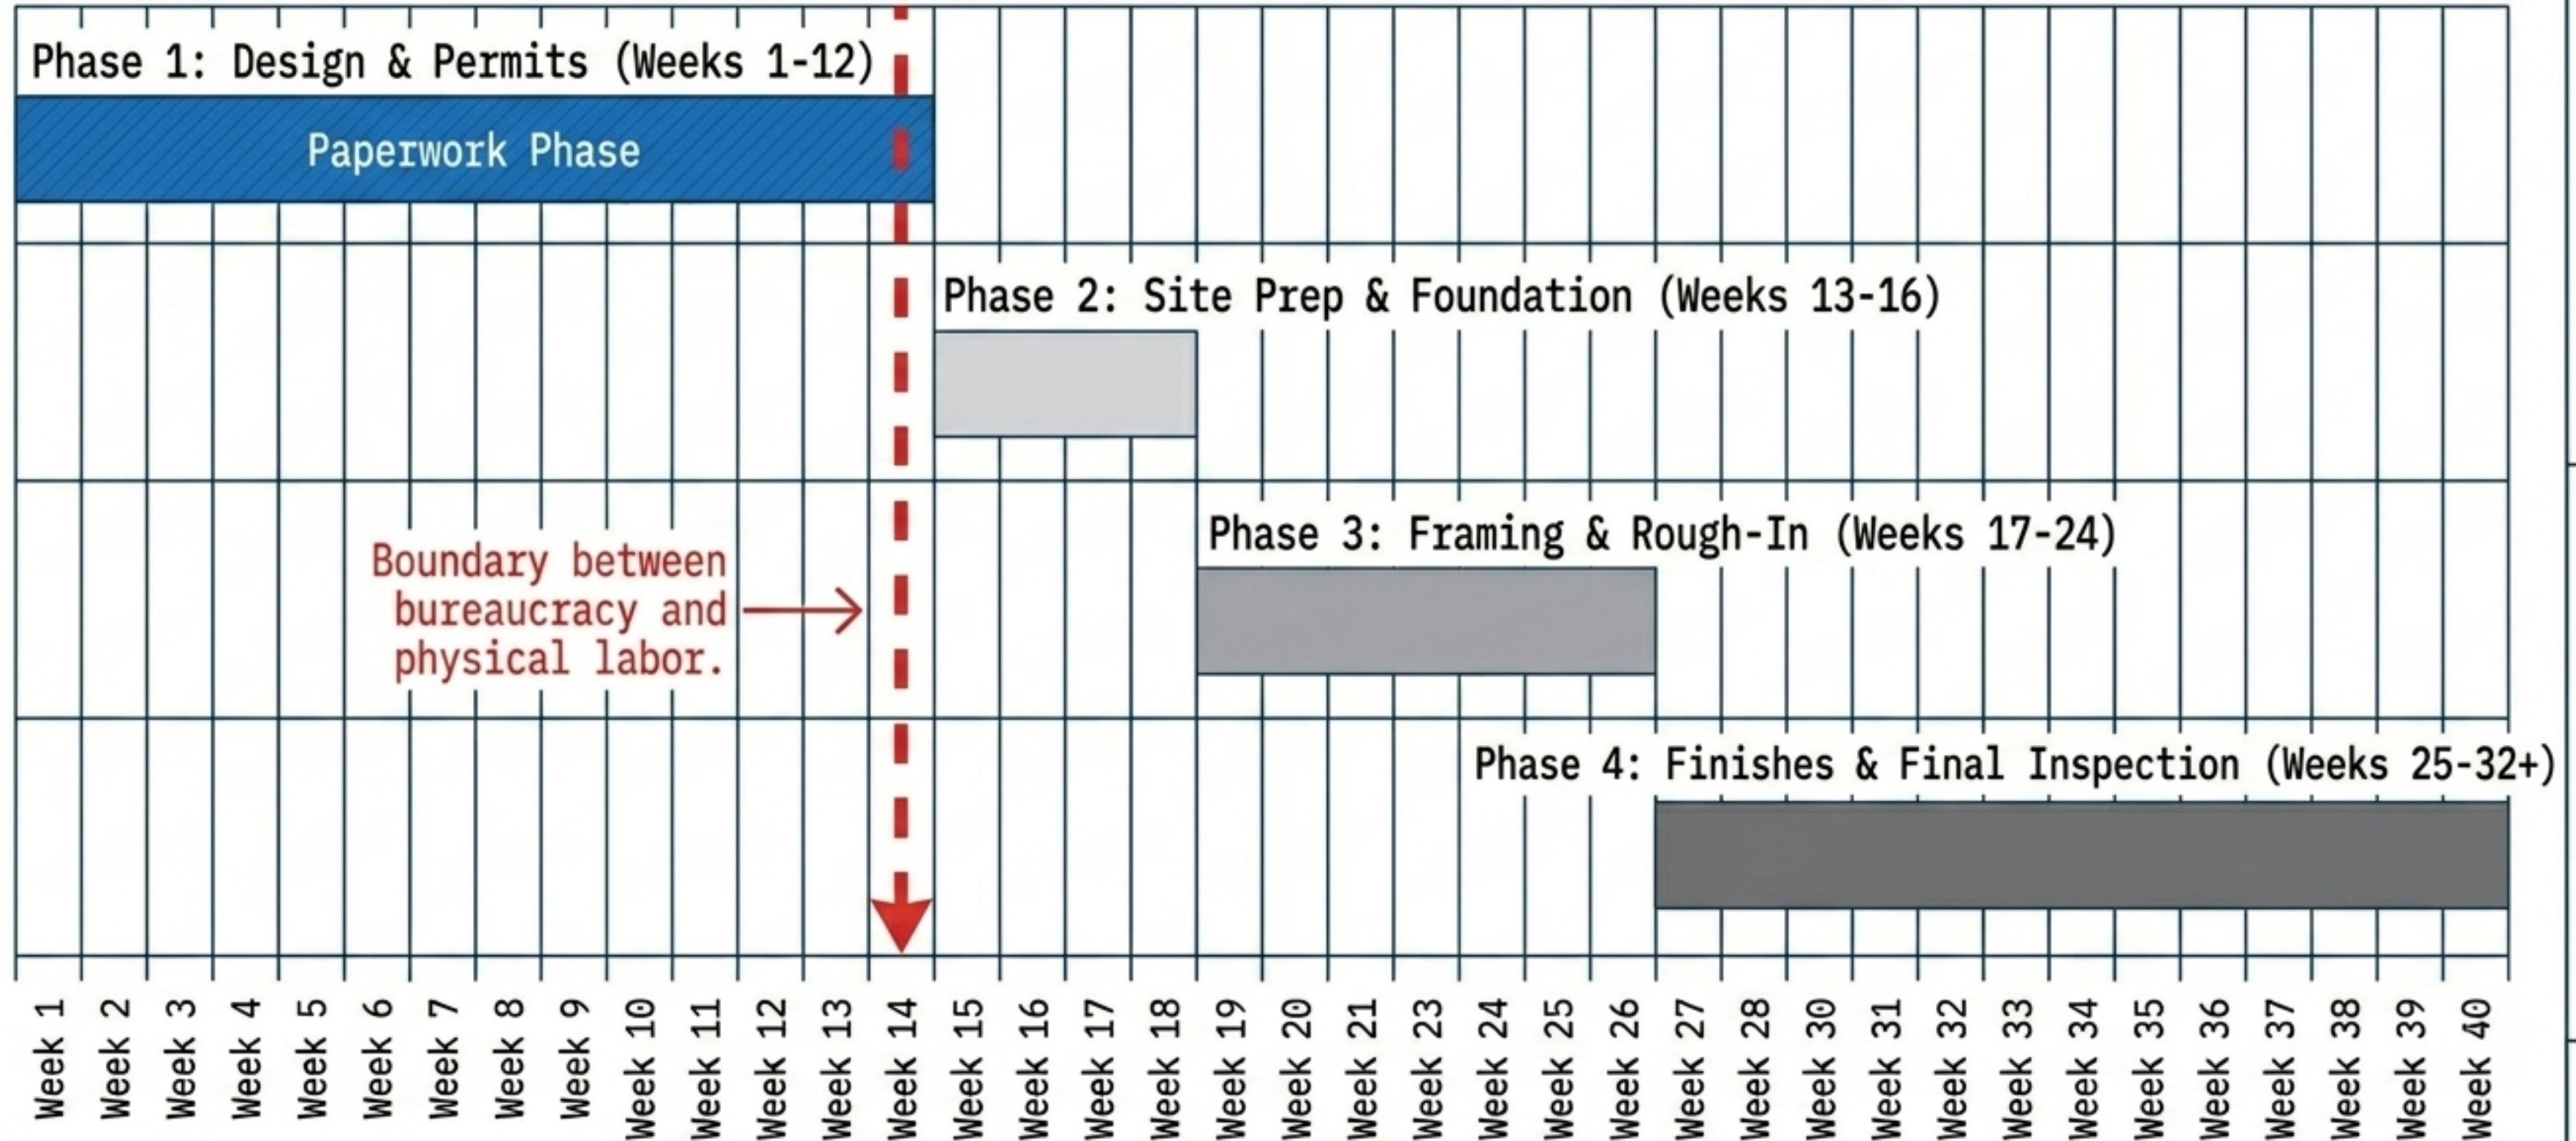 Phase 1: Design & Permits (Weeks 1-12)
Paperwork Phase
Phase 2: Site Prep & Foundation (Weeks 13-16)
Phase 3: Framing & Rough-In (Weeks 17-24)
Boundary between
bureaucracy and
physical labor.
Phase 4: Finishes & Final Inspection (Weeks 25-32+)
Week 1
Week 2
Week 3
Week 4
Week 5
Week 6
Week 7
Week 8
Week 9
Week 10
Week 11
Week 12
Week 13
Week 14
Week 15
Week 16
Week 17
Week 18
Week 19
Week 20
Week 21
Week 23
Week 24
Week 25
Week 26
Week 27
Week 28
Week 30
Week 31
Week 32
Week 33
Week 34
Week 35
Week 36
Week 37
Week 38
Week 39
Week 40